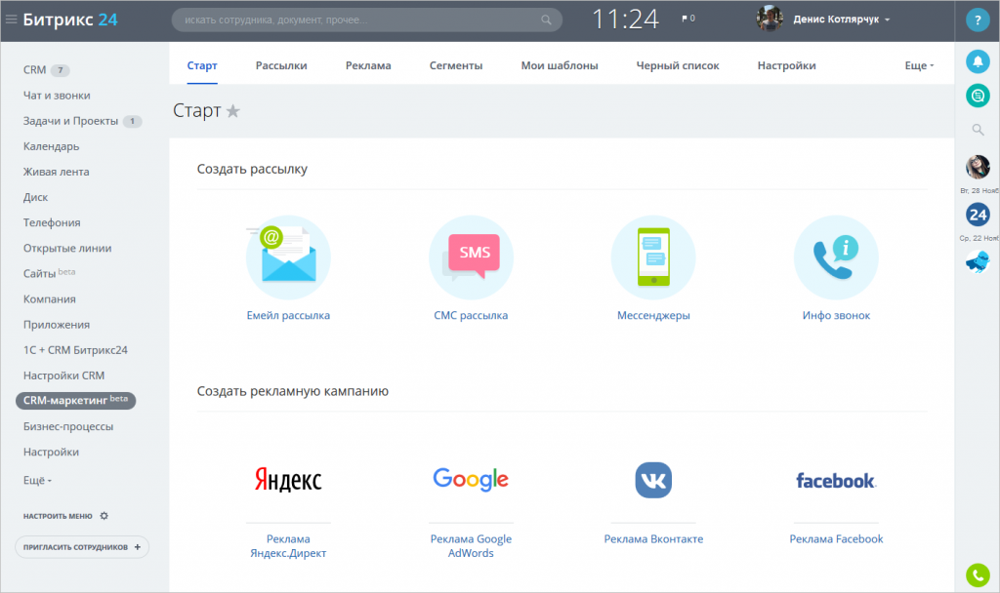 Битрикс 24
искать сотрудника, документ, прочее...
11:24
0
Денис Котлярчук
?
CRM 7
Чат и звонки
Задачи и Проекты 1
Календарь
Живая лента
Диск
Телефония
Открытые линии
Сайты beta
Компания
Приложения
1С + CRM Битрикс24
Настройки CRM
CRM-маркетинг beta
Бизнес-процессы
Настройки
Ещё
НАСТРОИТЬ МЕНЮ
ПРИГЛАСИТЬ СОТРУДНИКОВ +
Старт Рассылки Реклама Сегменты Мои шаблоны Черный список Настройки Еще
Старт
Создать рассылку
@
SMS
i
Емейл рассылка СМС рассылка Мессенджеры Инфо звонок
Создать рекламную кампанию
Яндекс Google VK facebook
Реклама
Яндекс.Директ
Реклама Google
AdWords
Реклама Вконтакте
Реклама Facebook
Вт, 28 Нояб
24
Ср, 22 Нояб